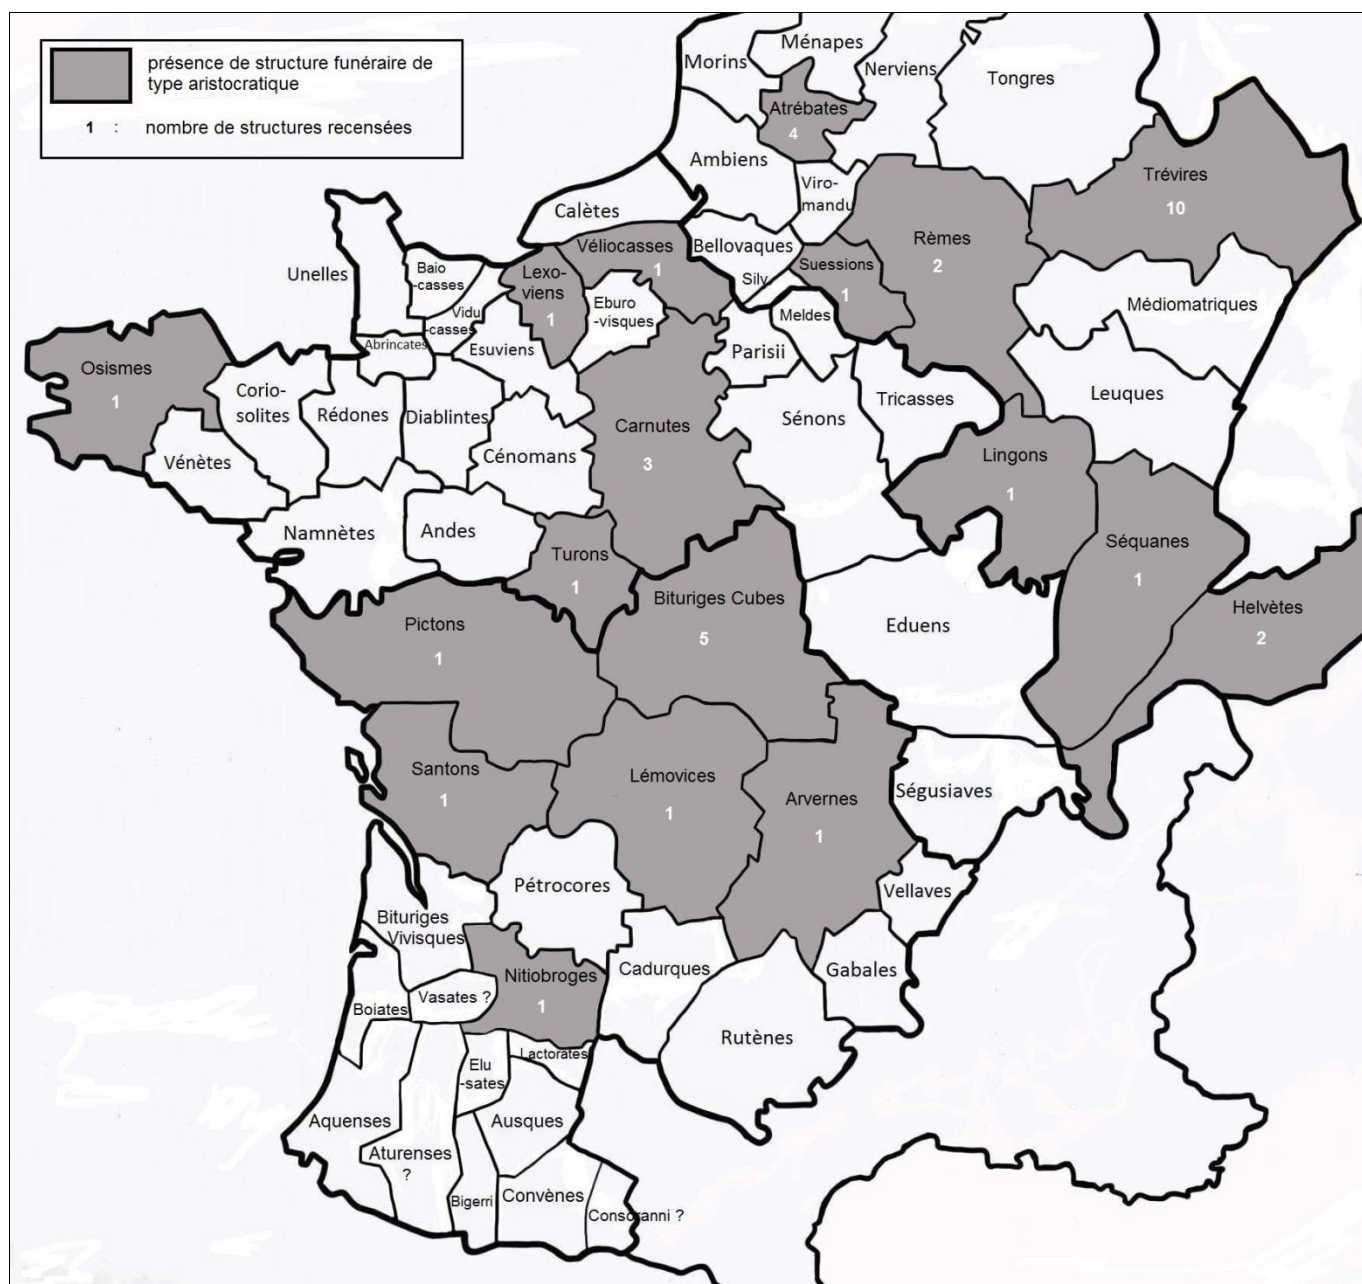 présence de structure funéraire de
type aristocratique
1 : nombre de structures recensées
Ménapes
Morins
Nerviens
Tongres
Atrébates
4
Ambiens
Trévires
10
Viro-
mandu
Calètes
Véliocasses
1
Bellovaques
Rèmes
2
Suessions
1
Silv
Unelles
Baio
-casses
Lexo-
viens
1
Eburo
-visques
Médiomatriques
Vidu
-casses
Meldes
Abrincates
Esuviens
Parisii
Osismes
1
Corio-
solites
Rédones
Diablintes
Leuques
Tricasses
Sénons
Carnutes
3
Cénomans
Vénètes
Lingons
1
Namnètes
Andes
Turons
1
Séquanes
1
Bituriges Cubes
5
Eduens
Helvètes
2
Pictons
1
Santons
1
Lémovices
1
Arvernes
1
Ségusiaves
Pétrocores
Vellaves
Bituriges
Vivisques
Nitiobroges
1
Cadurques
Gabales
Vasates ?
Boiates
Rutènes
Lactorates
Elu
-sates
Aquenses
Ausques
Aturenses
?
Bigerri
Convènes
Consoranni ?